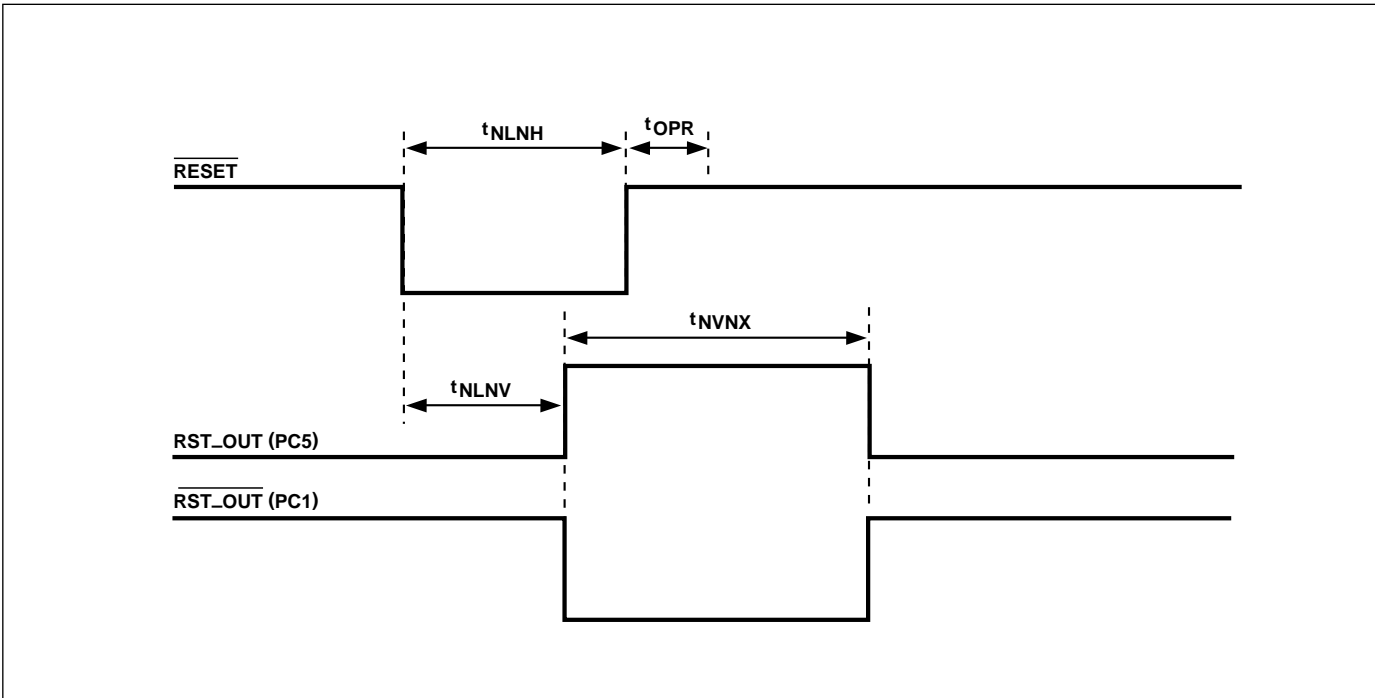 tNLNH
tOPR
RESET
tNVNX
tNLNV
RST_OUT (PC5)
RST_OUT (PC1)